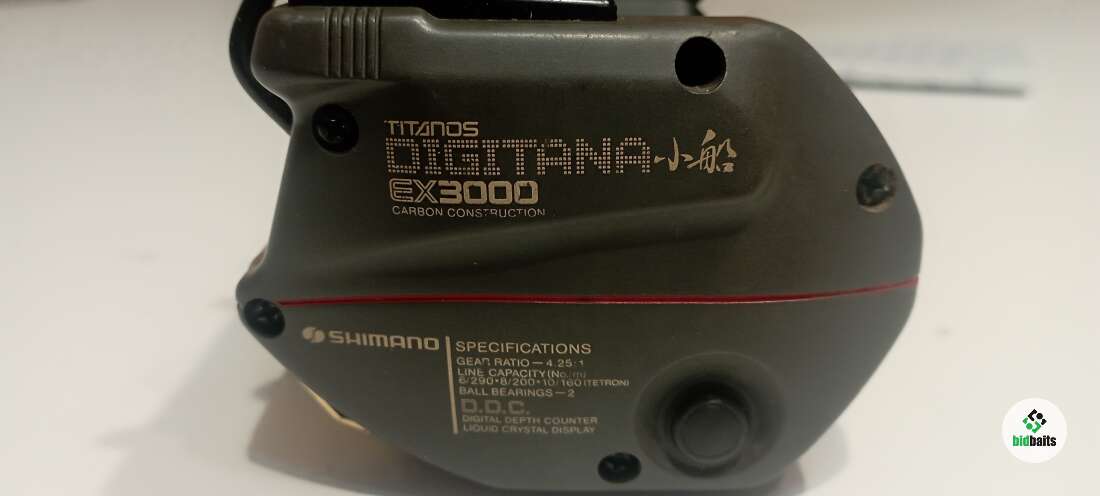 TITANOS
DIGITANA 小船
EX3000
CARBON CONSTRUCTION
SHIMANO
SPECIFICATIONS
GEAR RATIO—4.25:1
LINE CAPACITY(No./m)
6/290•8/200•10/160(TETRON)
BALL BEARINGS—2
D.D.C.
DIGITAL DEPTH COUNTER
LIQUID CRYSTAL DISPLAY
bidbaits